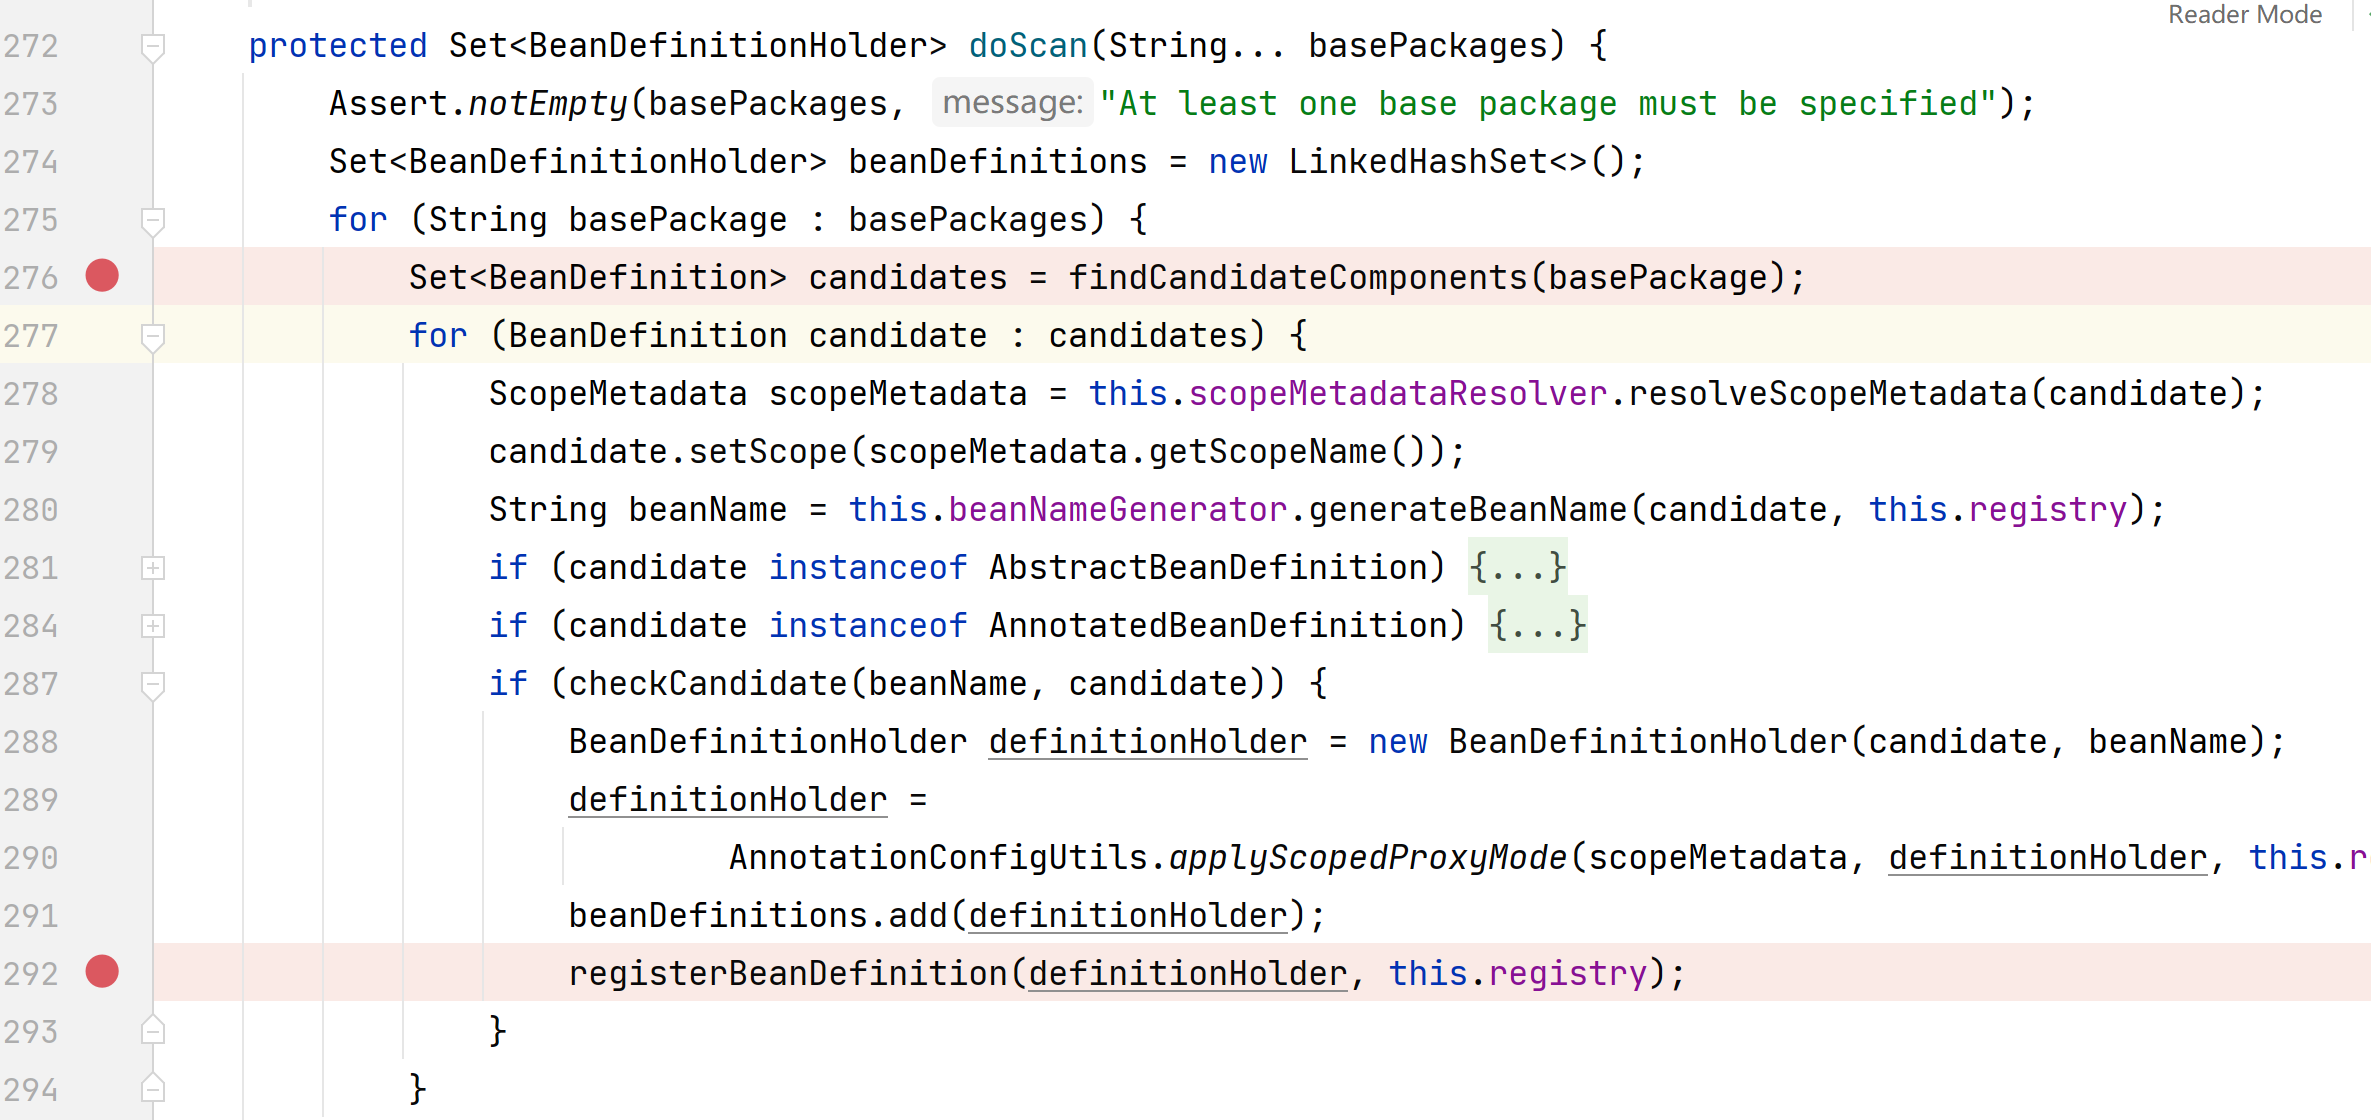 Reader Mode
272 protected Set<BeanDefinitionHolder> doScan(String... basePackages) {
273 Assert.notEmpty(basePackages, message: "At least one base package must be specified");
274 Set<BeanDefinitionHolder> beanDefinitions = new LinkedHashSet<>();
275 for (String basePackage : basePackages) {
276 Set<BeanDefinition> candidates = findCandidateComponents(basePackage);
277 for (BeanDefinition candidate : candidates) {
278 ScopeMetadata scopeMetadata = this.scopeMetadataResolver.resolveScopeMetadata(candidate);
279 candidate.setScope(scopeMetadata.getScopeName());
280 String beanName = this.beanNameGenerator.generateBeanName(candidate, this.registry);
281 if (candidate instanceof AbstractBeanDefinition) {...}
284 if (candidate instanceof AnnotatedBeanDefinition) {...}
287 if (checkCandidate(beanName, candidate)) {
288 BeanDefinitionHolder definitionHolder = new BeanDefinitionHolder(candidate, beanName);
289 definitionHolder =
290 AnnotationConfigUtils.applyScopedProxyMode(scopeMetadata, definitionHolder, this.r
291 beanDefinitions.add(definitionHolder);
292 registerBeanDefinition(definitionHolder, this.registry);
293 }
294 }